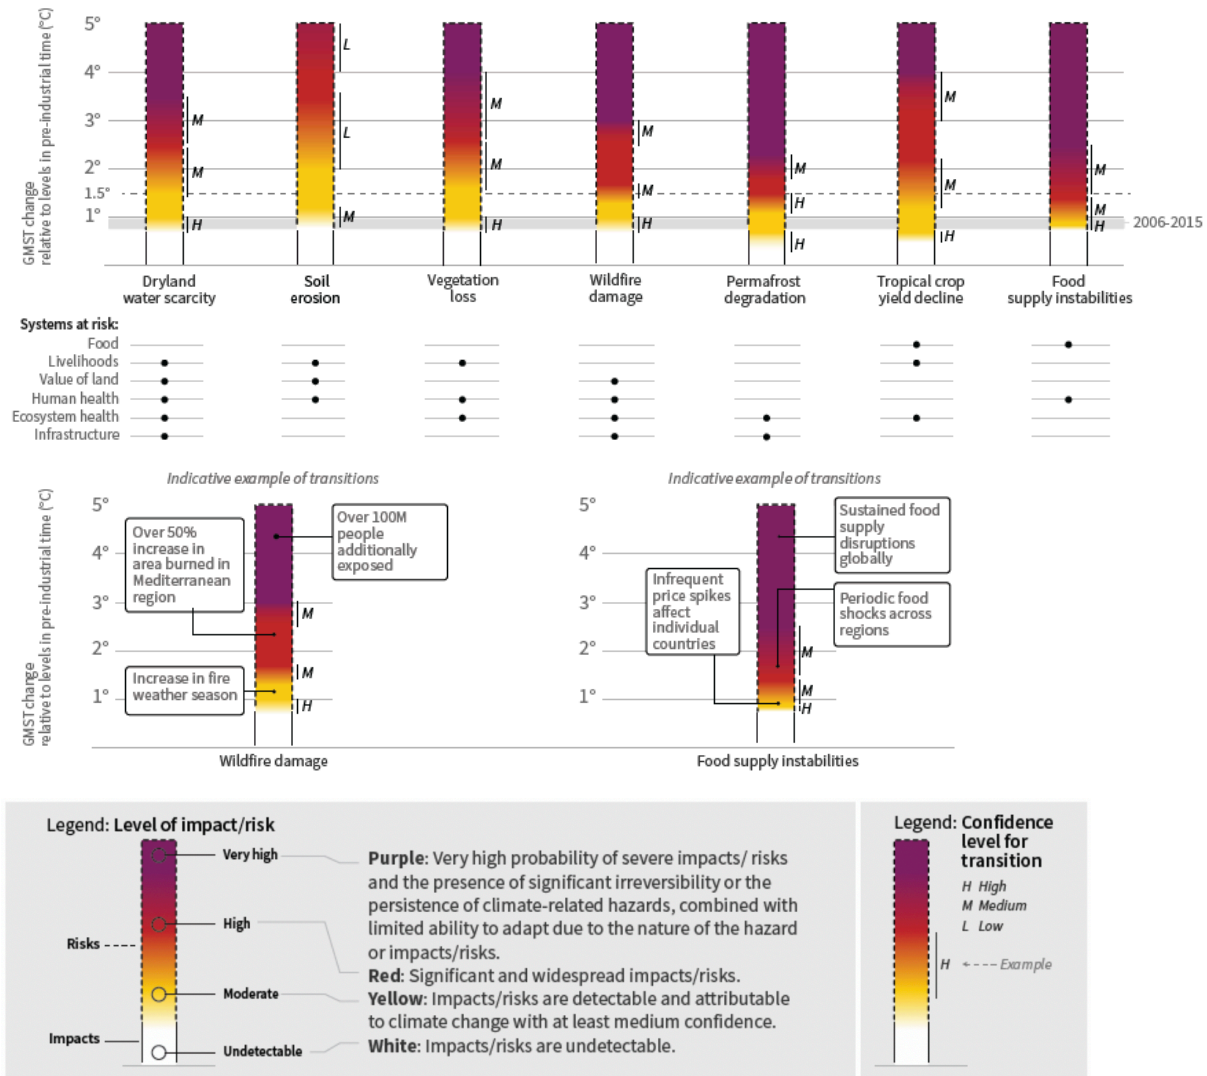 GMST change
relative to levels in pre-industrial time (°C)
5°
4°
3°
2°
1.5°
1°
M
M
H
L
L
M
M
M
H
M
M
H
M
H
H
M
M
H
M
M
H
2006-2015
Dryland
water scarcity
Soil
erosion
Vegetation
loss
Wildfire
damage
Permafrost
degradation
Tropical crop
yield decline
Food
supply instabilities
Systems at risk:
Food
Livelihoods
Value of land
Human health
Ecosystem health
Infrastructure
Indicative example of transitions
GMST change
relative to levels in pre-industrial time (°C)
5°
4°
3°
2°
1°
Over 50%
increase in
area burned in
Mediterranean
region
Over 100M
people
additionally
exposed
Increase in fire
weather season
M
M
H
Wildfire damage
Indicative example of transitions
5°
4°
3°
2°
1°
Infrequent
price spikes
affect
individual
countries
Sustained food
supply
disruptions
globally
Periodic food
shocks across
regions
M
M
H
Food supply instabilities
Legend: Level of impact/risk
Very high
High
Moderate
Undetectable
Risks
Impacts
Purple: Very high probability of severe impacts/ risks
and the presence of significant irreversibility or the
persistence of climate-related hazards, combined with
limited ability to adapt due to the nature of the hazard
or impacts/risks.
Red: Significant and widespread impacts/risks.
Yellow: Impacts/risks are detectable and attributable
to climate change with at least medium confidence.
White: Impacts/risks are undetectable.
Legend: Confidence
level for
transition
H High
M Medium
L Low
H
Example